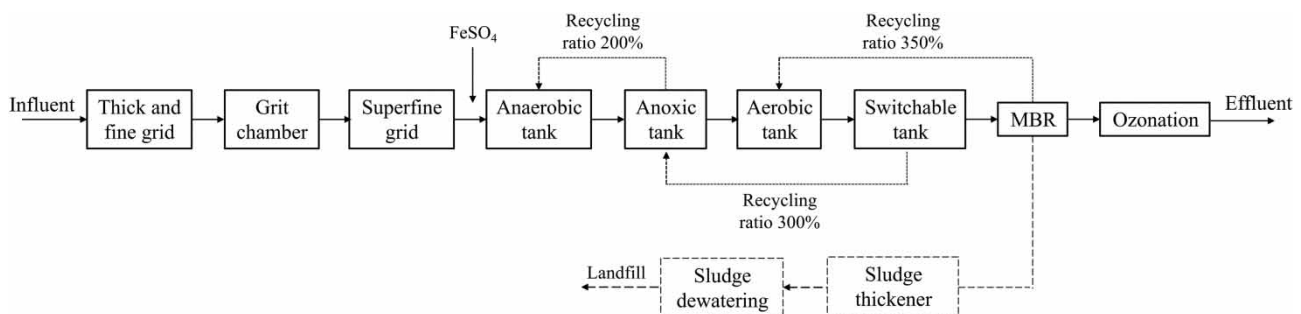 Recycling
ratio 200%
Recycling
ratio 350%
FeSO4
Influent
Thick and
fine grid
Grit
chamber
Superfine
grid
Anaerobic
tank
Anoxic
tank
Aerobic
tank
Switchable
tank
MBR
Ozonation
Effluent
Recycling
ratio 300%
Landfill
Sludge
dewatering
Sludge
thickener